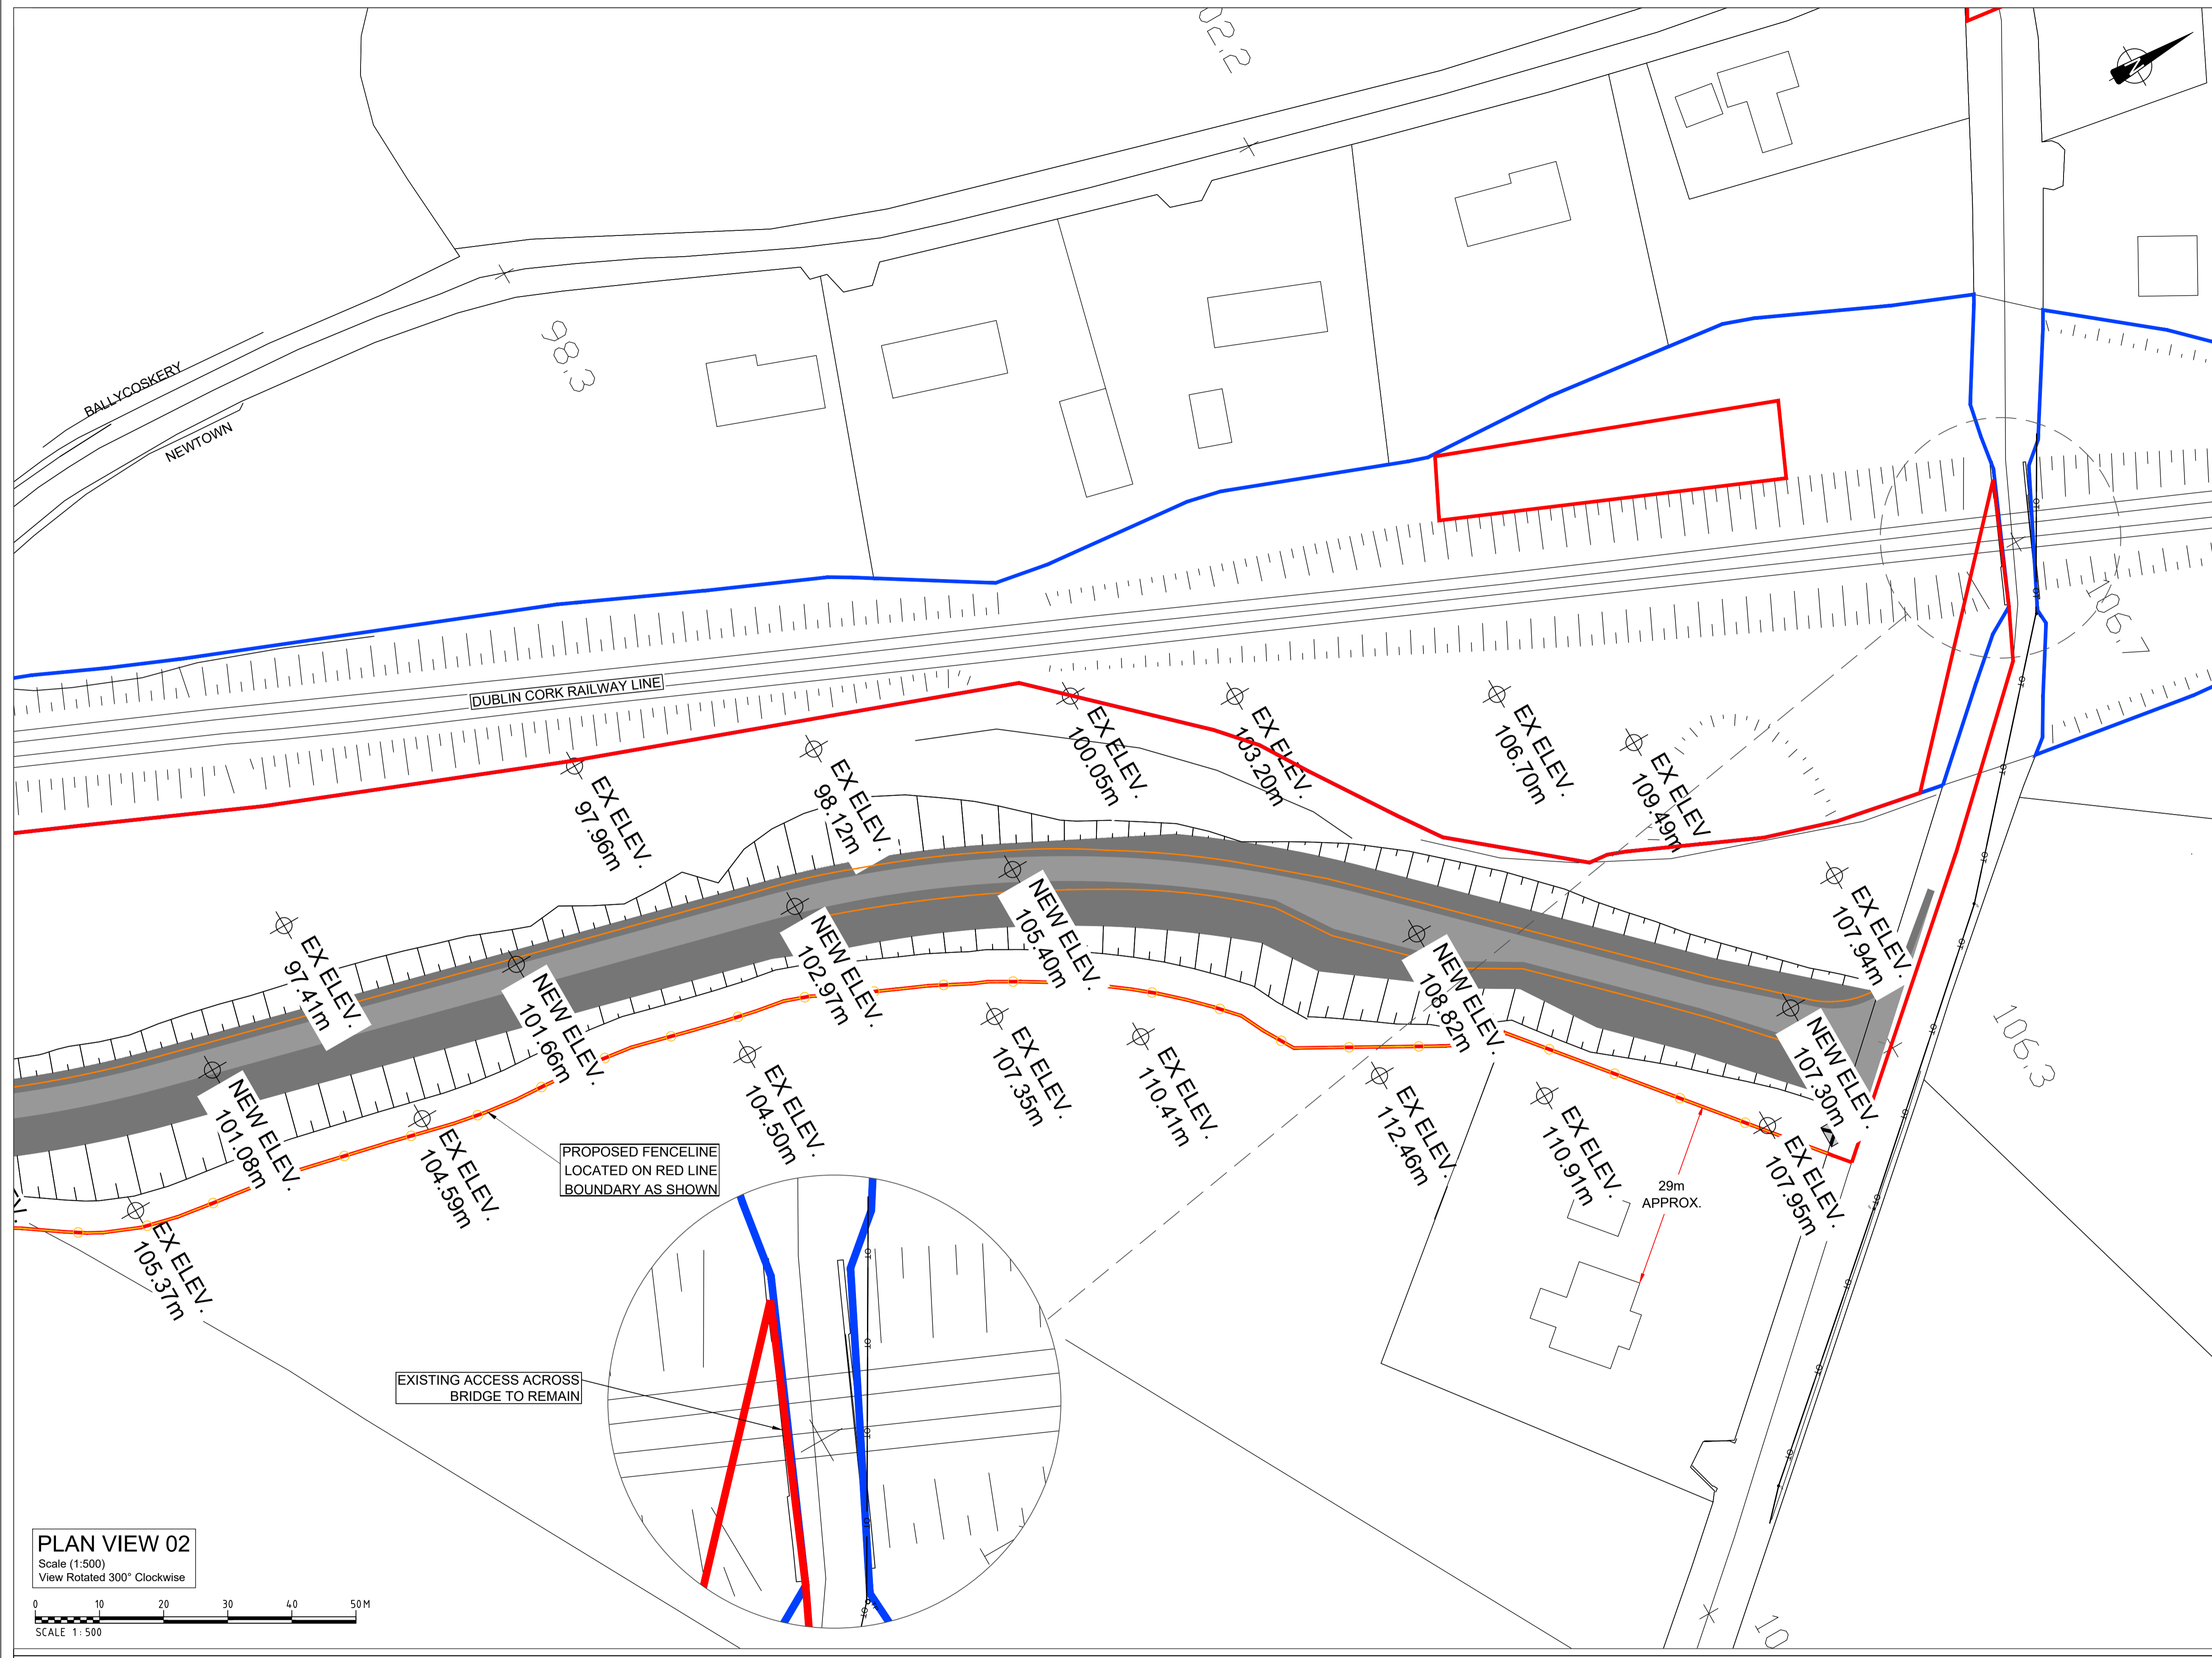 02.2
N
98.3
BALLYCOSKERY
NEWTOWN
DUBLIN CORK RAILWAY LINE
EX ELEV.
97.96m
EX ELEV.
98.12m
EX ELEV.
100.05m
EX ELEV.
103.20m
EX ELEV.
106.70m
EX ELEV.
109.49m
EX ELEV.
107.94m
EX ELEV.
97.41m
NEW ELEV.
101.08m
NEW ELEV.
101.66m
NEW ELEV.
102.97m
NEW ELEV.
105.40m
NEW ELEV.
108.82m
NEW ELEV.
107.30m
106.3
EX ELEV.
105.37m
EX ELEV.
104.59m
EX ELEV.
104.50m
EX ELEV.
107.35m
EX ELEV.
110.41m
EX ELEV.
112.46m
EX ELEV.
110.91m
EX ELEV.
107.95m
PROPOSED FENCELINE
LOCATED ON RED LINE
BOUNDARY AS SHOWN
29m
APPROX.
EXISTING ACCESS ACROSS
BRIDGE TO REMAIN
PLAN VIEW 02
Scale (1:500)
View Rotated 300° Clockwise
0 10 20 30 40 50M
SCALE 1:500
10